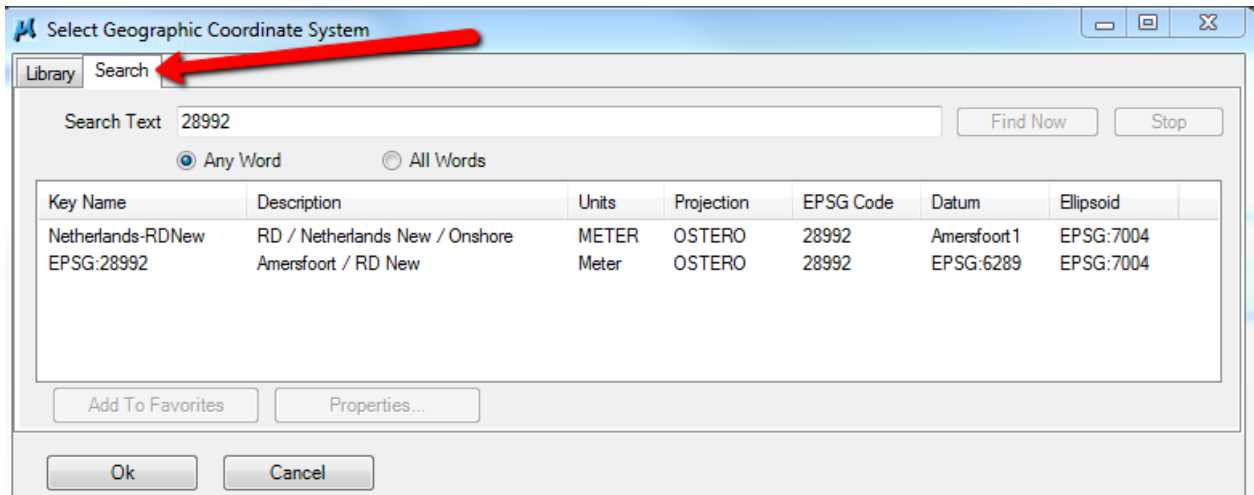 Select Geographic Coordinate System
Library Search
Search Text 28992 Find Now Stop
Any Word All Words
Key Name Description Units Projection EPSG Code Datum Ellipsoid
Netherlands-RDNew RD / Netherlands New / Onshore METER OSTERO 28992 Amersfoort1 EPSG:7004
EPSG:28992 Amersfoort / RD New Meter OSTERO 28992 EPSG:6289 EPSG:7004
Add To Favorites Properties...
Ok Cancel